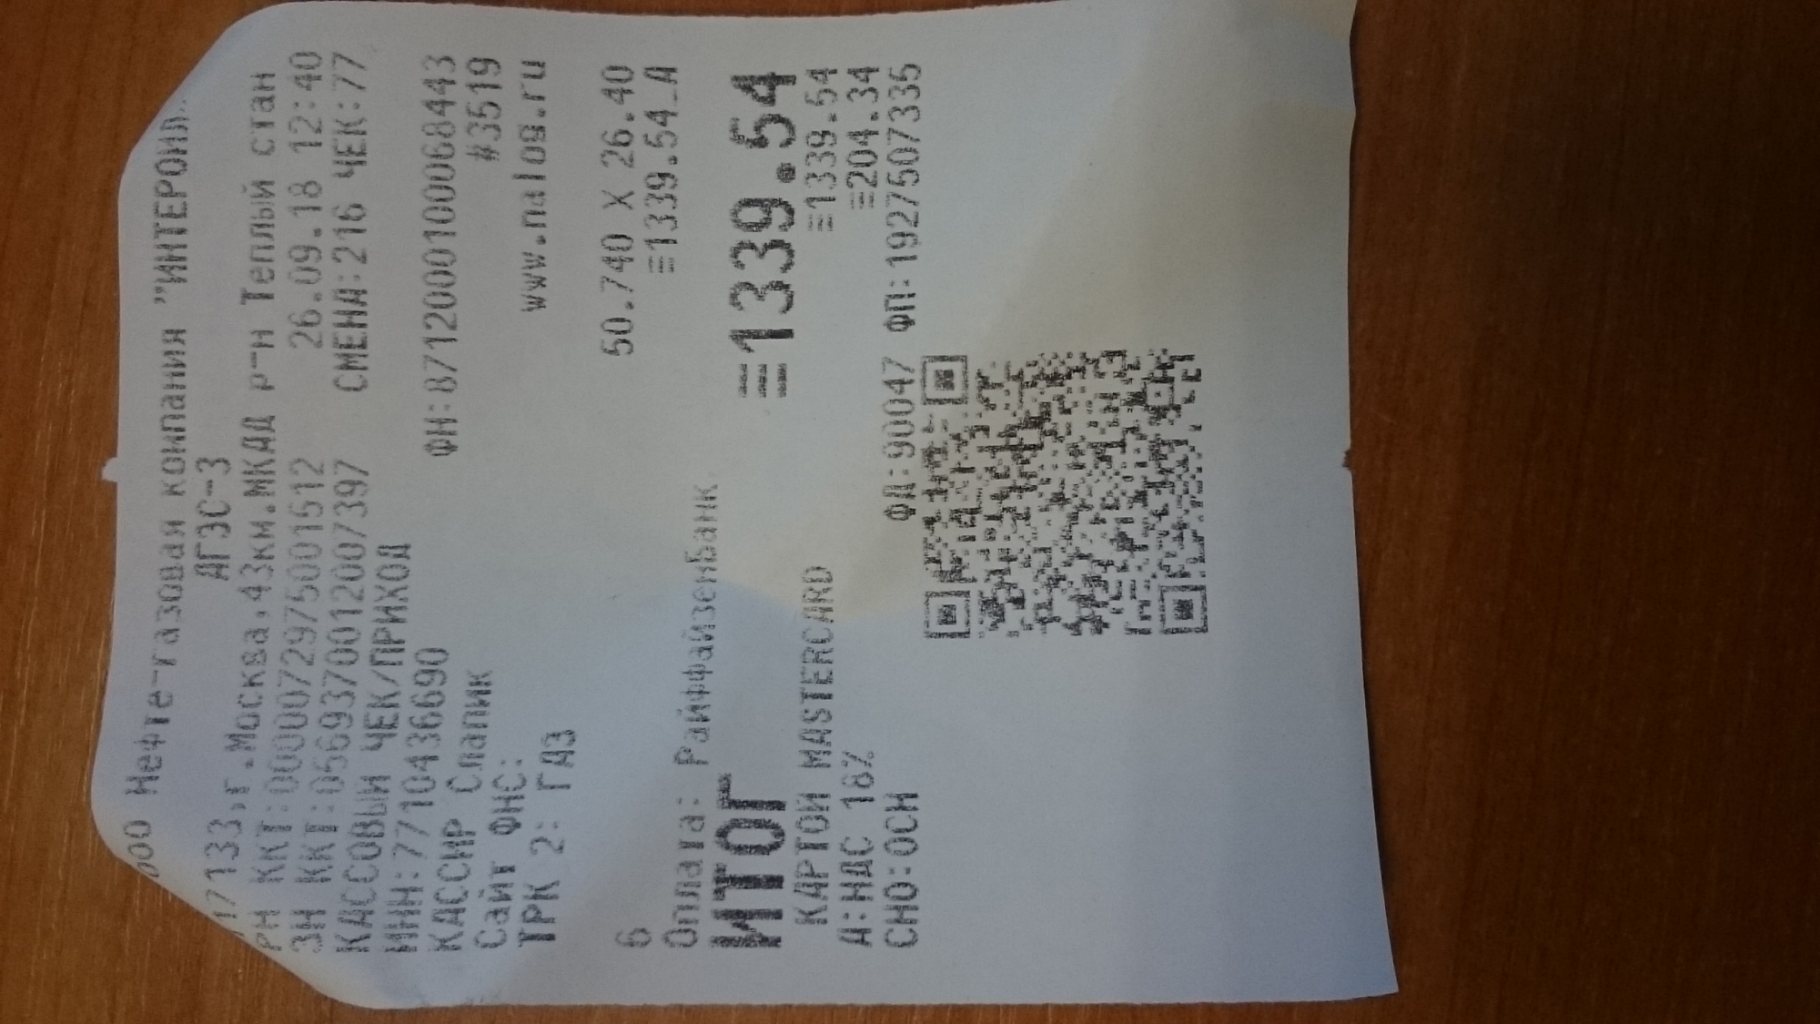 ООО Нефте-газовая компания "ИНТЕРОИЛ"
АГЗС-3
117133,г.Москва,43км.МКАД р-н Теплый стан
РН ККТ:0000729750001512 26.09.18 12:40
ЗН ККТ:0569370012007397 СМЕНА:216 ЧЕК:77
КАССОВЫЙ ЧЕК/ПРИХОД
ИНН:7710436690 ФН:8712000100068443
КАССИР Слапик #3519
Сайт ФНС: www.nalog.ru
ТРК 2: ГАЗ
50.740 X 26.40
6 ≡1339.54_А
Оплата: Райффайзенбанк
ИТОГ ≡1339.54
КАРТОЙ MASTERCARD ≡1339.54
А:НДС 18% ≡204.34
СНО:ОСН ФД:90047 ФП:1927507335